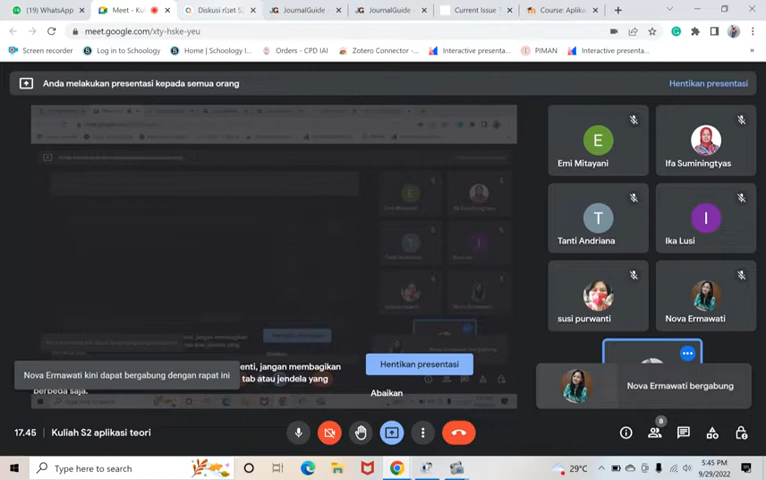 (19) WhatsApp
Meet - Kuli
Diskusi riset S
JournalGuide
JournalGuide
Current Issue
Course: Aplika
meet.google.com/xty-hske-yeu
Screen recorder
Log in to Schoology
Home | Schoology
Orders - CPD IAI
Zotero Connector -...
Interactive presenta...
PIMAN
Interactive presenta...
Anda melakukan presentasi kepada semua orang
Hentikan presentasi
Emi Mitayani
Ifa Suminingtyas
Tanti Andriana
Ika Lusi
susi purwanti
Nova Ermawati
enti, jangan membagikan
tab atau jendela yang
berbeda saja.
Hentikan presentasi
Abaikan
Nova Ermawati kini dapat bergabung dengan rapat ini
Nova Ermawati bergabung
17.45 Kuliah S2 aplikasi teori
8
Type here to search
29°C
5:45 PM
9/29/2022